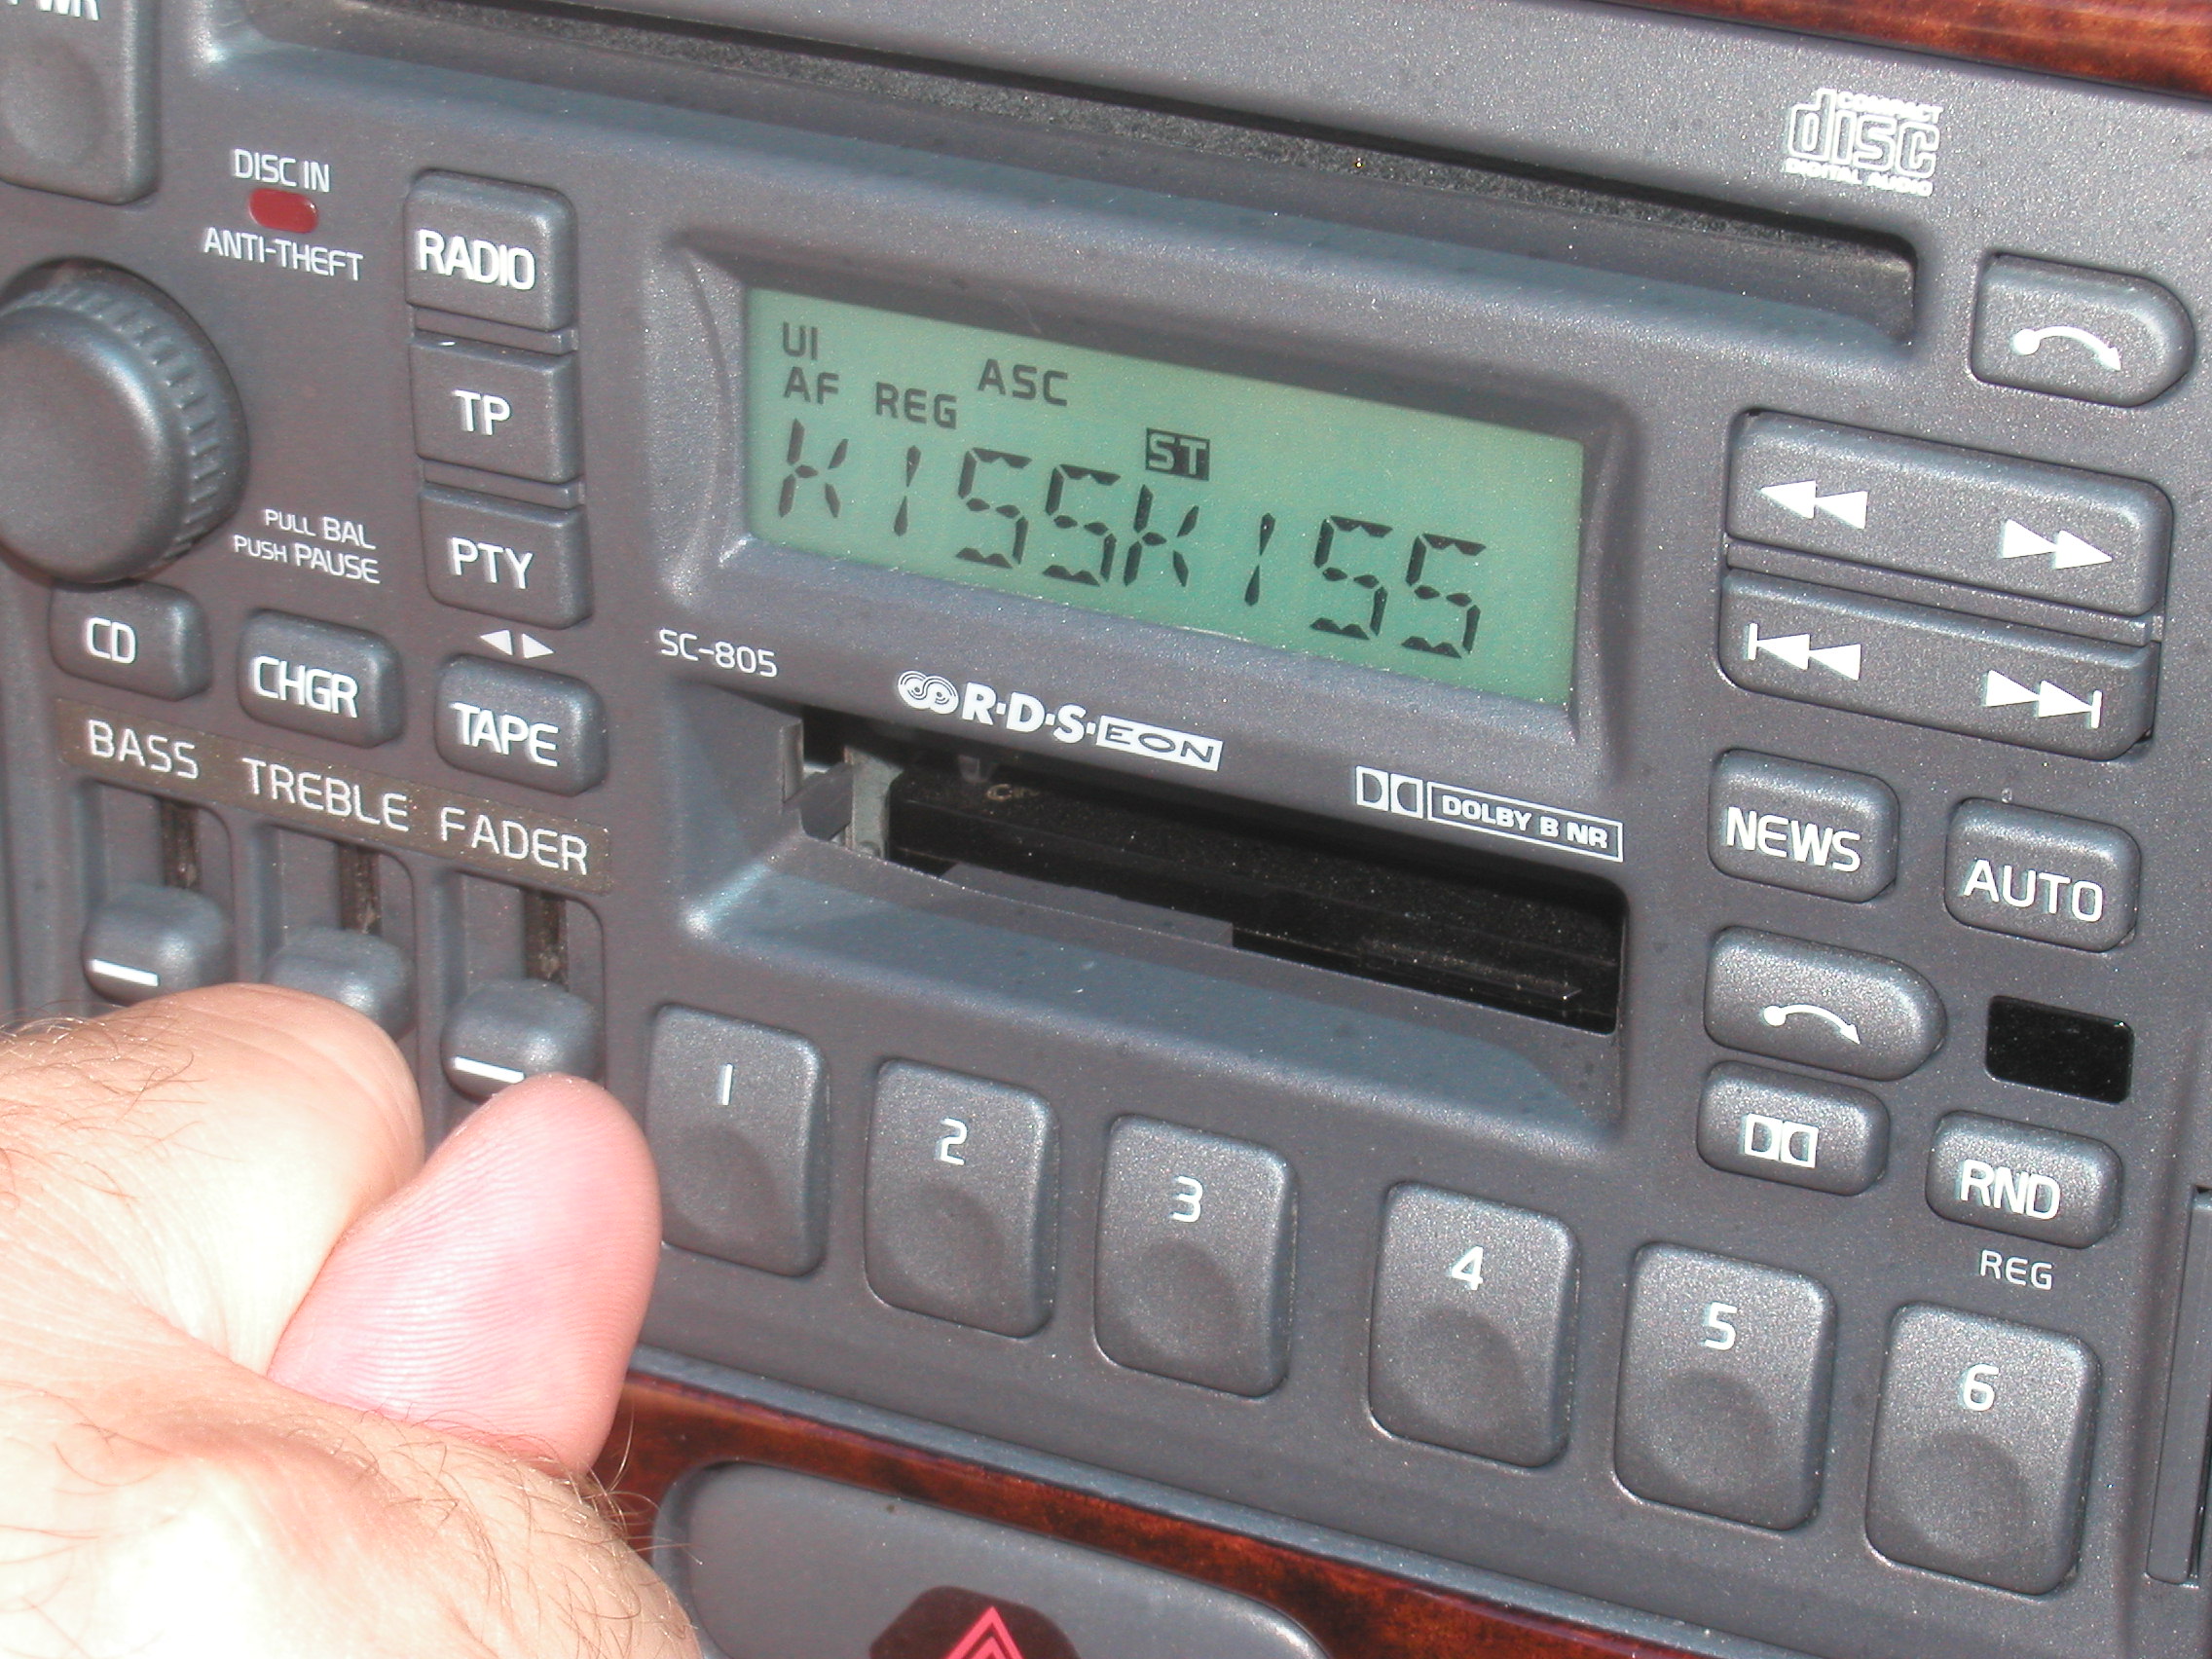 PWR
COMPACT
disc
DIGITAL AUDIO
DISC IN
ANTI-THEFT
RADIO
TP
PTY
PULL BAL
PUSH PAUSE
CD
CHGR
TAPE
BASS TREBLE FADER
UI
AF REG ASC
ST
KISSKISS
SC-805
R·D·S·EON
DOLBY B NR
NEWS
AUTO
RND
REG
1
2
3
4
5
6